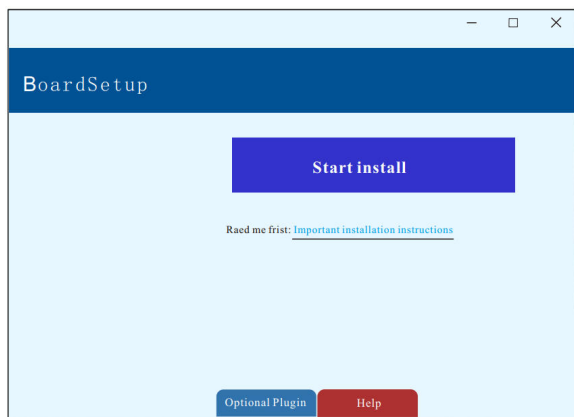 BoardSetup
Start install
Raed me frist: Important installation instructions
Optional Plugin
Help